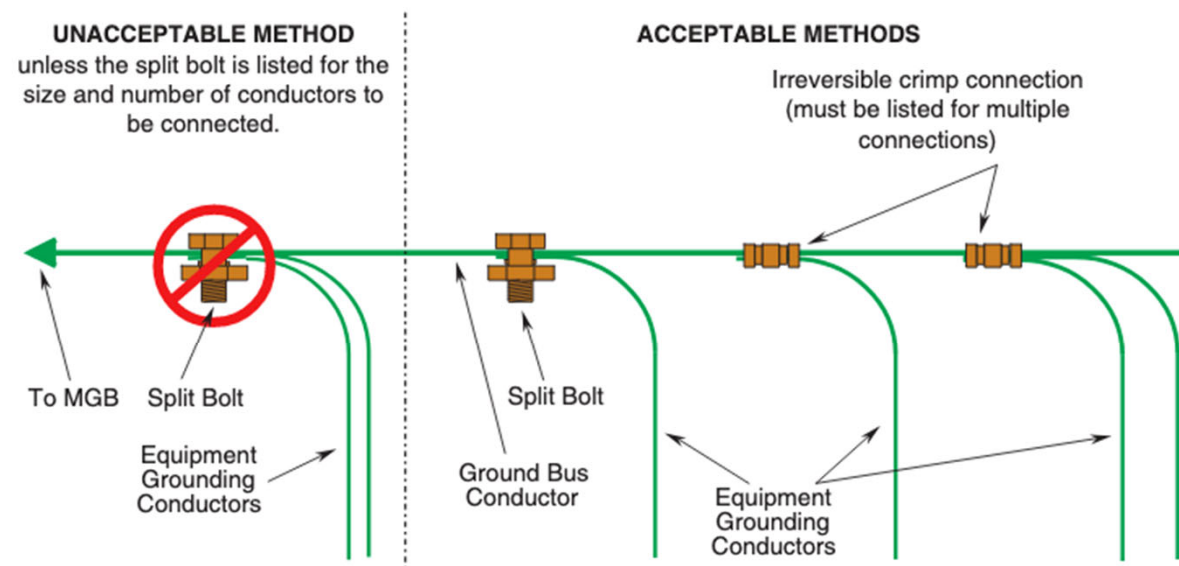 UNACCEPTABLE METHOD
unless the split bolt is listed for the
size and number of conductors to
be connected.
ACCEPTABLE METHODS
Irreversible crimp connection
(must be listed for multiple
connections)
To MGB
Split Bolt
Equipment
Grounding
Conductors
Split Bolt
Ground Bus
Conductor
Equipment
Grounding
Conductors